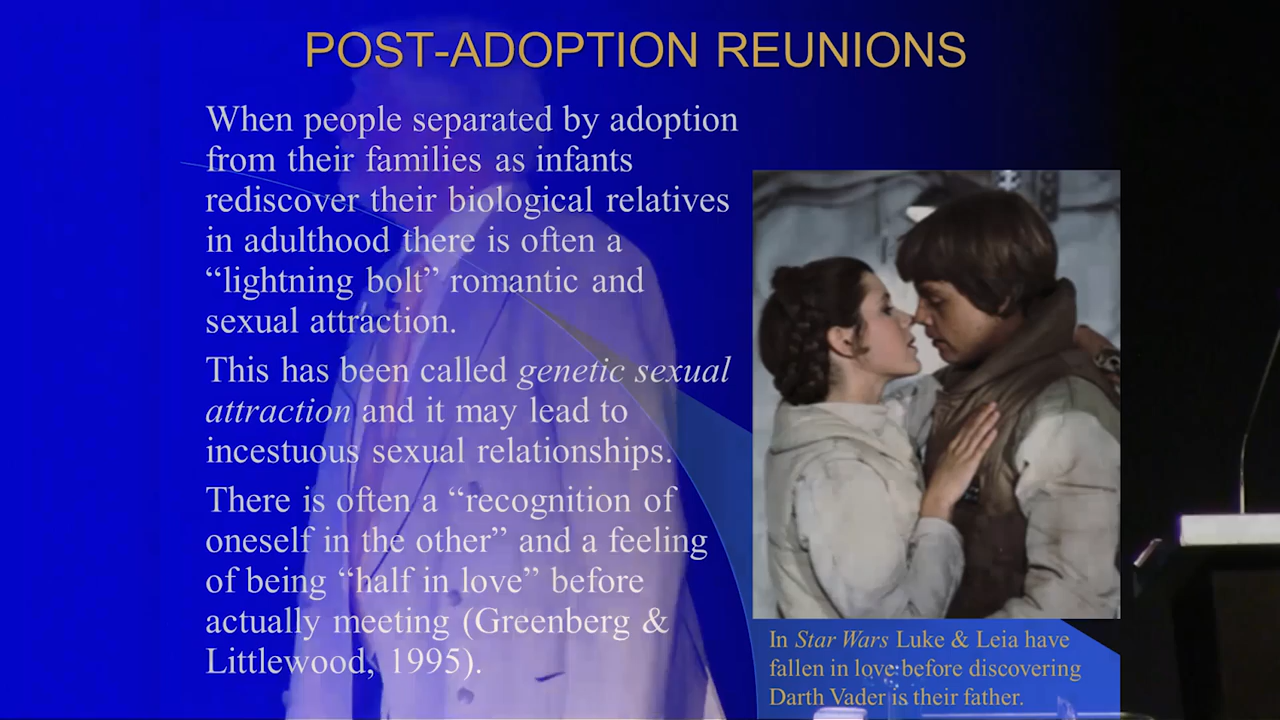 POST-ADOPTION REUNIONS
When people separated by adoption
from their families as infants
rediscover their biological relatives
in adulthood there is often a
“lightning bolt” romantic and
sexual attraction.
This has been called genetic sexual
attraction and it may lead to
incestuous sexual relationships.
There is often a “recognition of
oneself in the other” and a feeling
of being “half in love” before
actually meeting (Greenberg &
Littlewood, 1995).
In Star Wars Luke & Leia have
fallen in love before discovering
Darth Vader is their father.